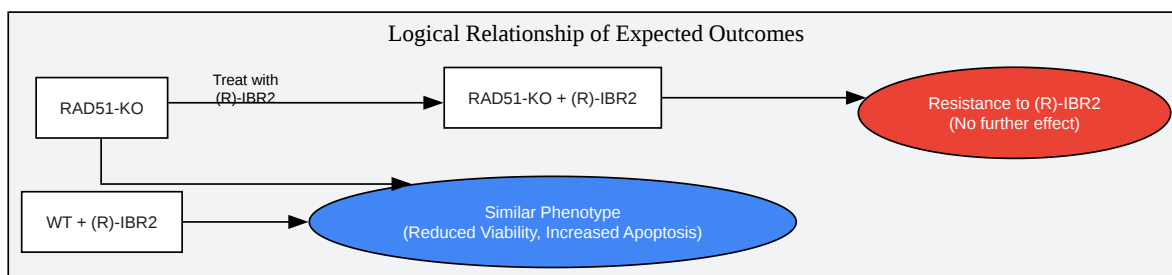 Logical Relationship of Expected Outcomes
Treat with
(R)-IBR2
RAD51-KO
RAD51-KO + (R)-IBR2
Resistance to (R)-IBR2
(No further effect)
WT + (R)-IBR2
Similar Phenotype
(Reduced Viability, Increased Apoptosis)